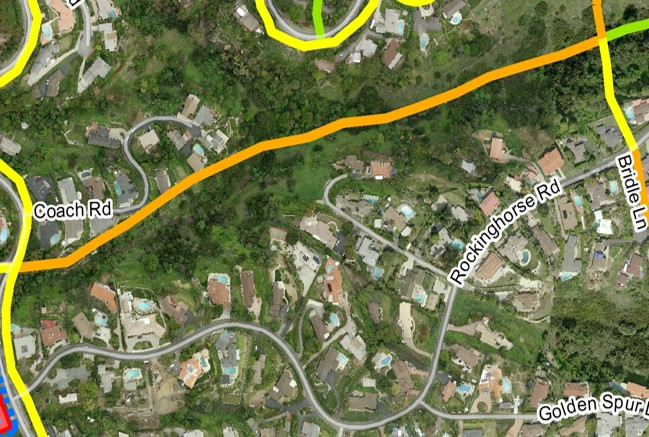 Coach Rd
Rockinghorse Rd
Bridle Ln
Golden Spur